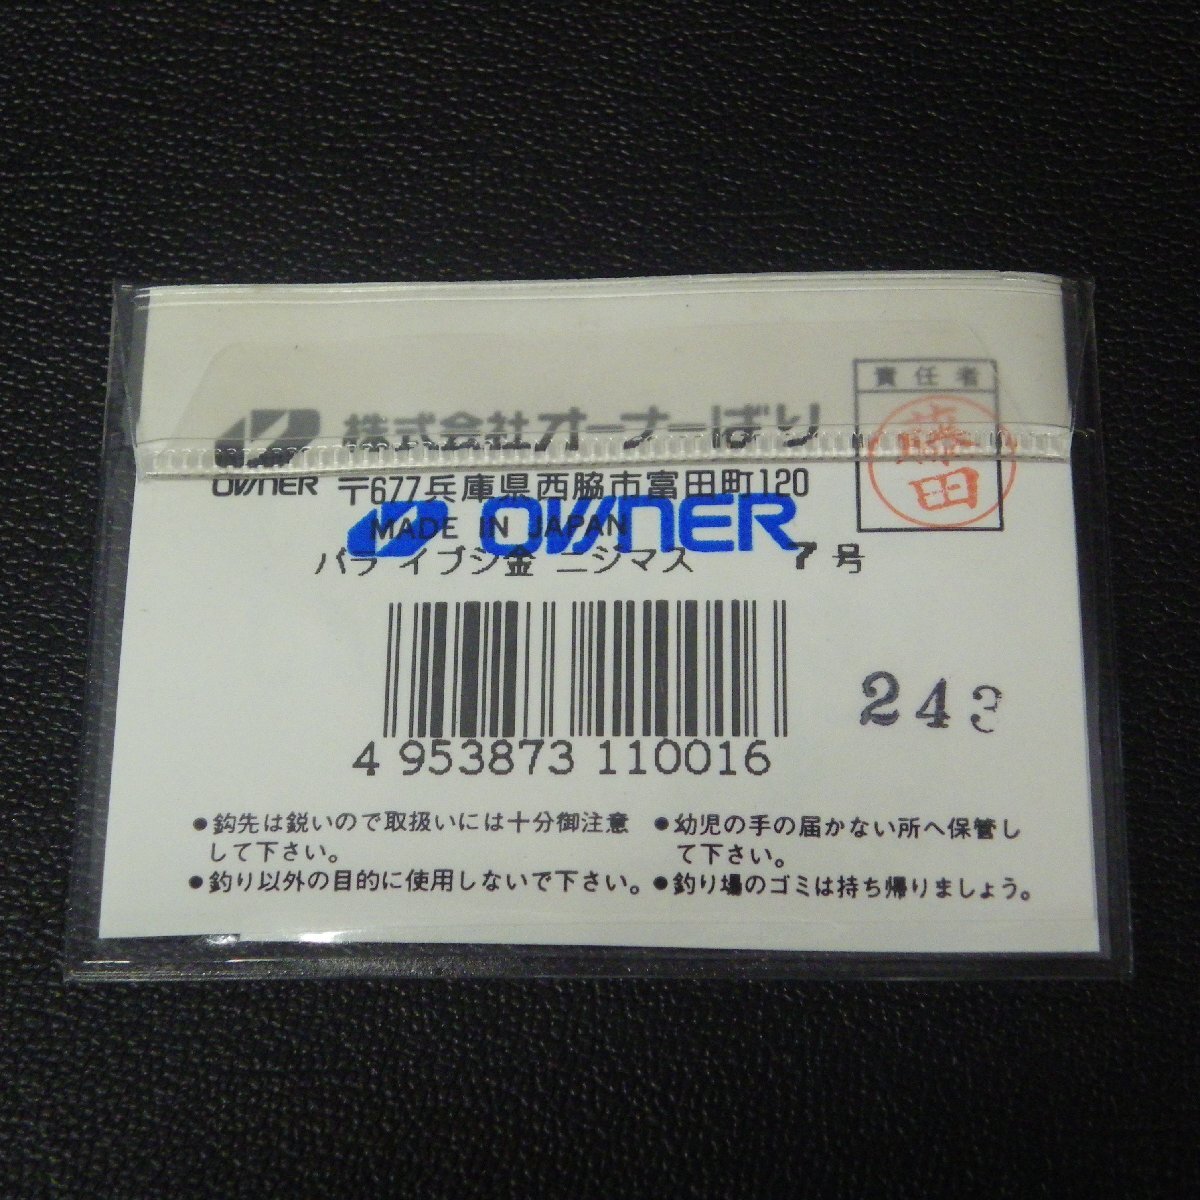 責任者
藤田
株式会社オーナーばり
OWNER 〒677兵庫県西脇市富田町120
OWNER
MADE IN JAPAN
バラ イブシ金 ニジマス 7号
243
4 953873 110016
●鈎先は鋭いので取扱いには十分御注意
して下さい。
●釣り以外の目的に使用しないで下さい。
●幼児の手の届かない所へ保管し
て下さい。
●釣り場のゴミは持ち帰りましょう。